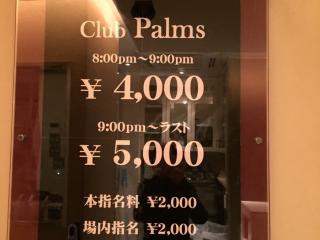 Club Palms
8:00pm〜9:00pm
¥ 4,000
9:00pm〜ラスト
¥ 5,000
本指名料 ¥2,000
場内指名 ¥2,000